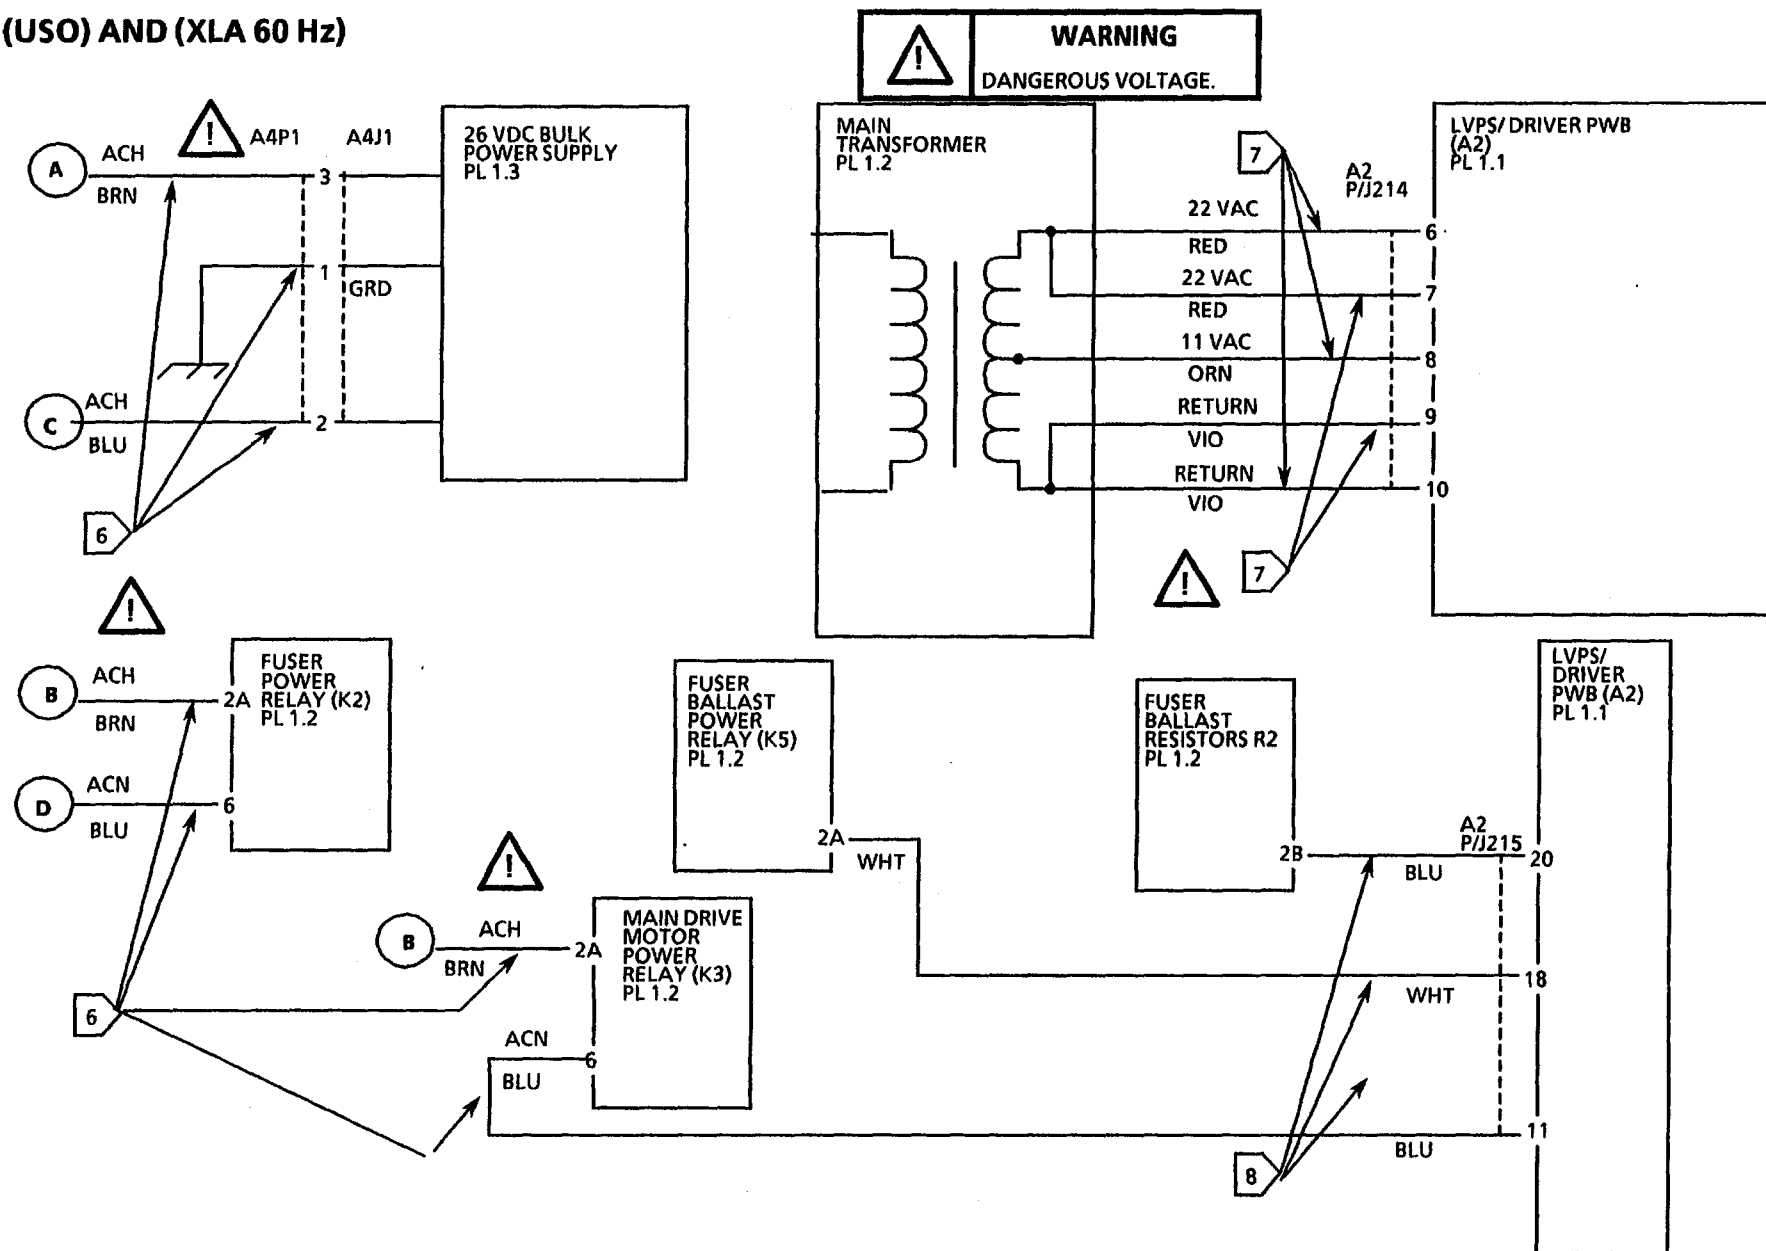 (USO) AND (XLA 60 Hz)
!
WARNING
DANGEROUS VOLTAGE.
A
ACH
BRN
!
A4P1
A4J1
3
1
GRD
C
ACH
BLU
2
26 VDC BULK
POWER SUPPLY
PL 1.3
6
MAIN
TRANSFORMER
PL 1.2
22 VAC
RED
22 VAC
RED
11 VAC
ORN
RETURN
VIO
RETURN
VIO
7
7
!
A2
P/J214
6
7
8
9
10
LVPS/ DRIVER PWB
(A2)
PL 1.1
!
B
ACH
BRN
2A
D
ACN
BLU
6
FUSER
POWER
RELAY (K2)
PL 1.2
6
!
B
ACH
BRN
2A
ACN
BLU
6
MAIN DRIVE
MOTOR
POWER
RELAY (K3)
PL 1.2
FUSER
BALLAST
POWER
RELAY (K5)
PL 1.2
2A
WHT
FUSER
BALLAST
RESISTORS R2
PL 1.2
2B
BLU
A2
P/J215
20
WHT
18
BLU
11
8
LVPS/
DRIVER
PWB (A2)
PL 1.1